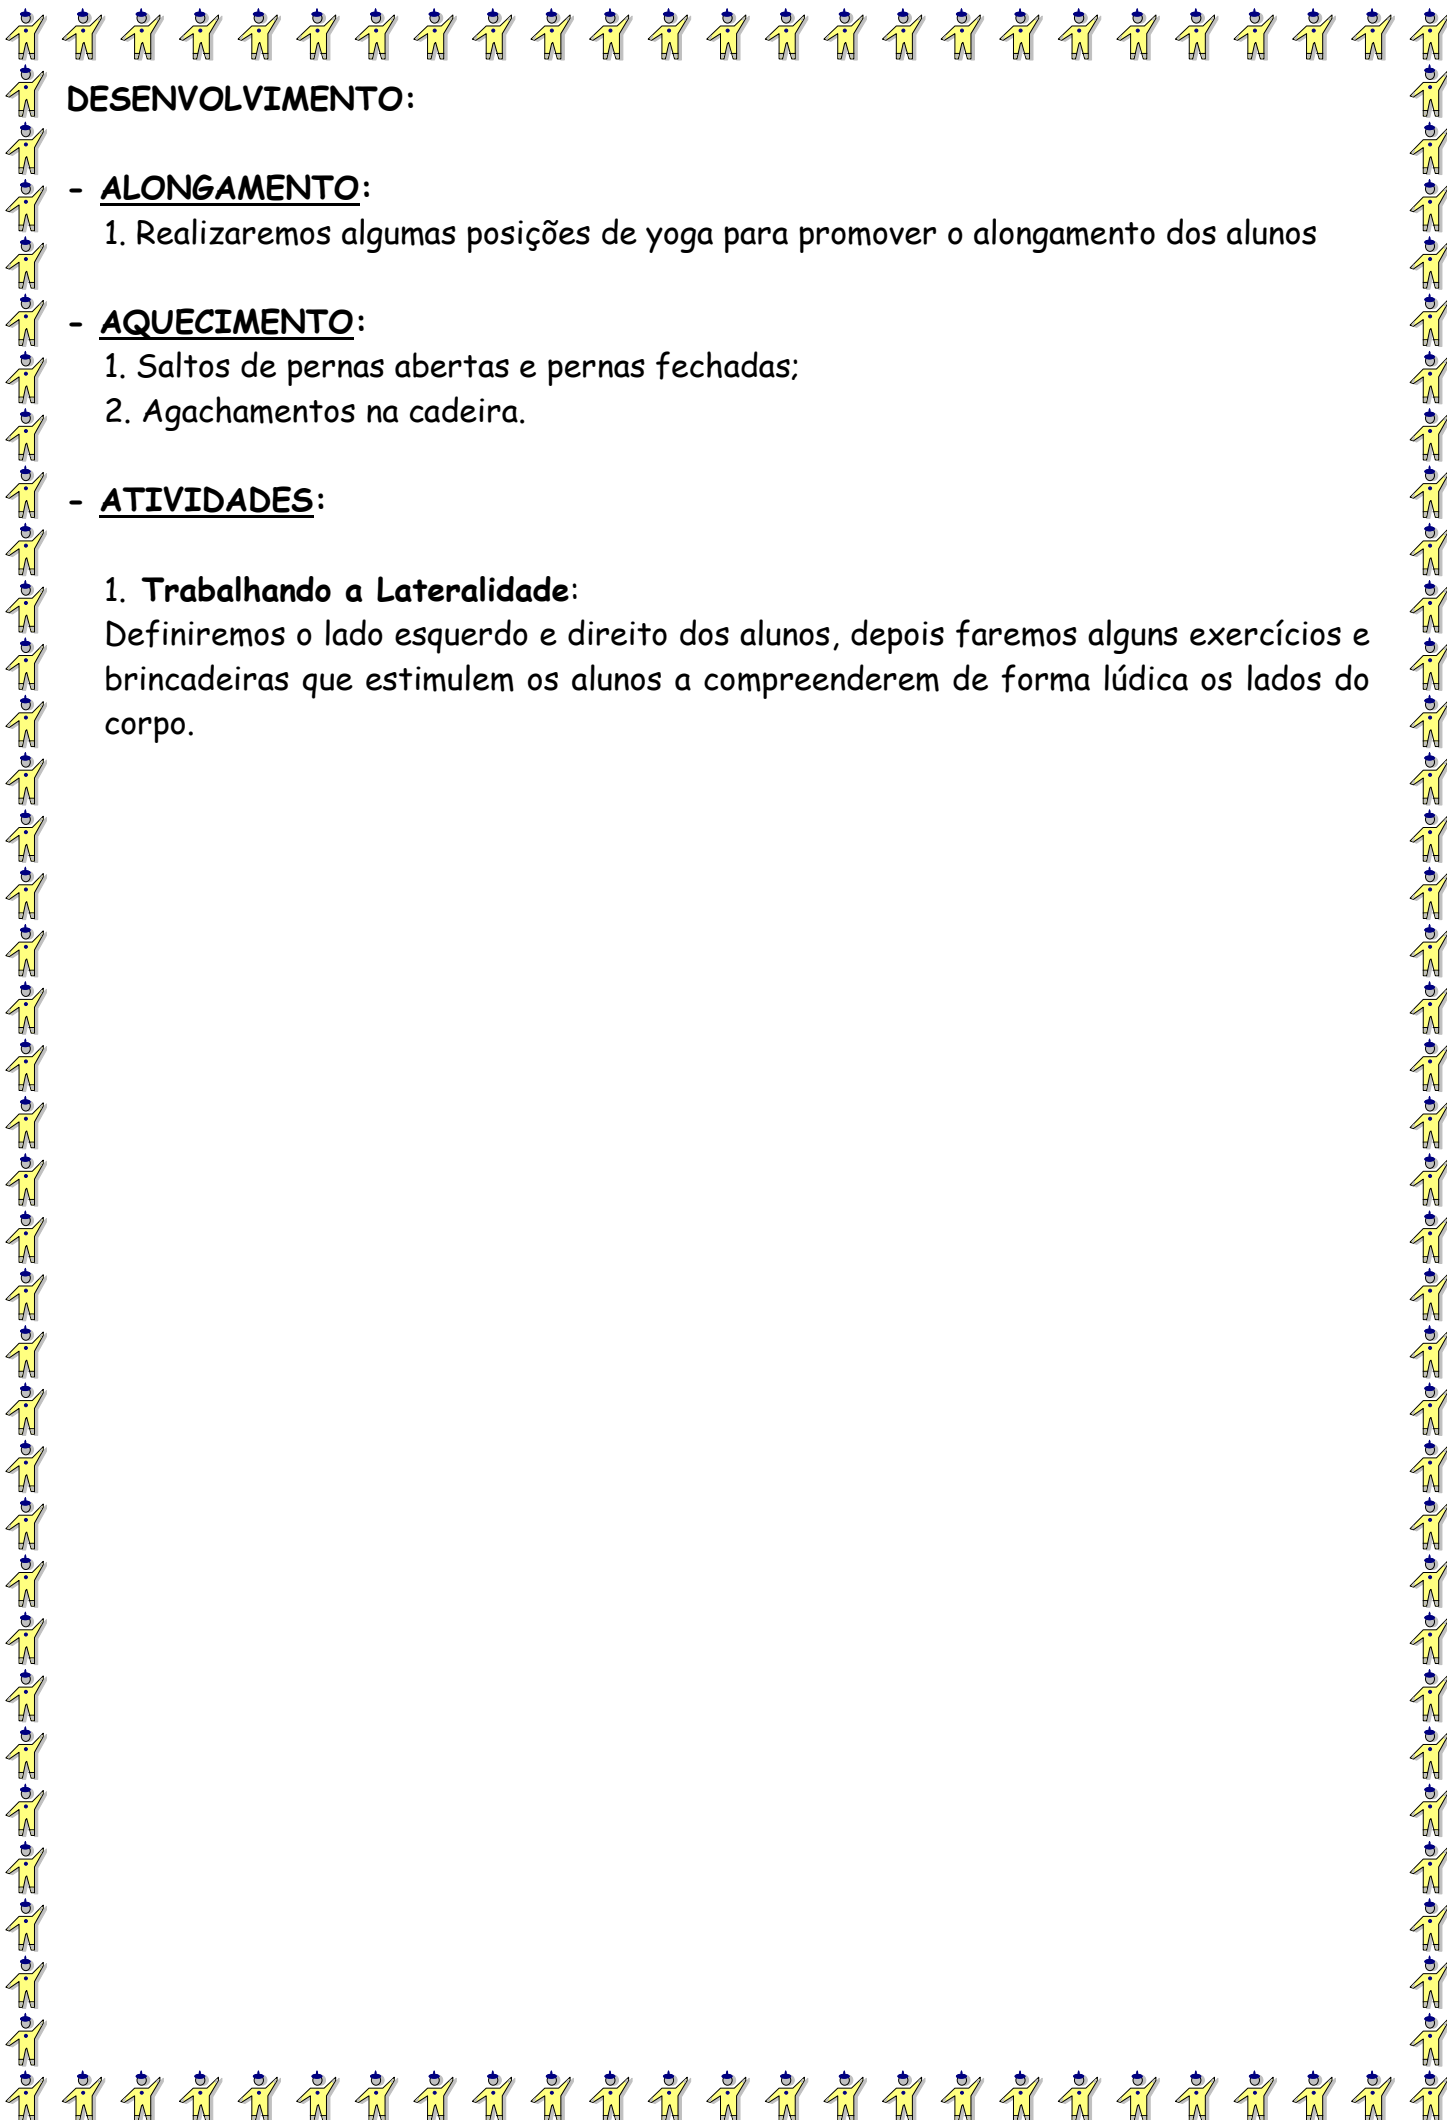 DESENVOLVIMENTO:
- ALONGAMENTO:
1. Realizaremos algumas posições de yoga para promover o alongamento dos alunos
- AQUECIMENTO:
1. Saltos de pernas abertas e pernas fechadas;
2. Agachamentos na cadeira.
- ATIVIDADES:
1. Trabalhando a Lateralidade:
Definiremos o lado esquerdo e direito dos alunos, depois faremos alguns exercícios e
brincadeiras que estimulem os alunos a compreenderem de forma lúdica os lados do
corpo.